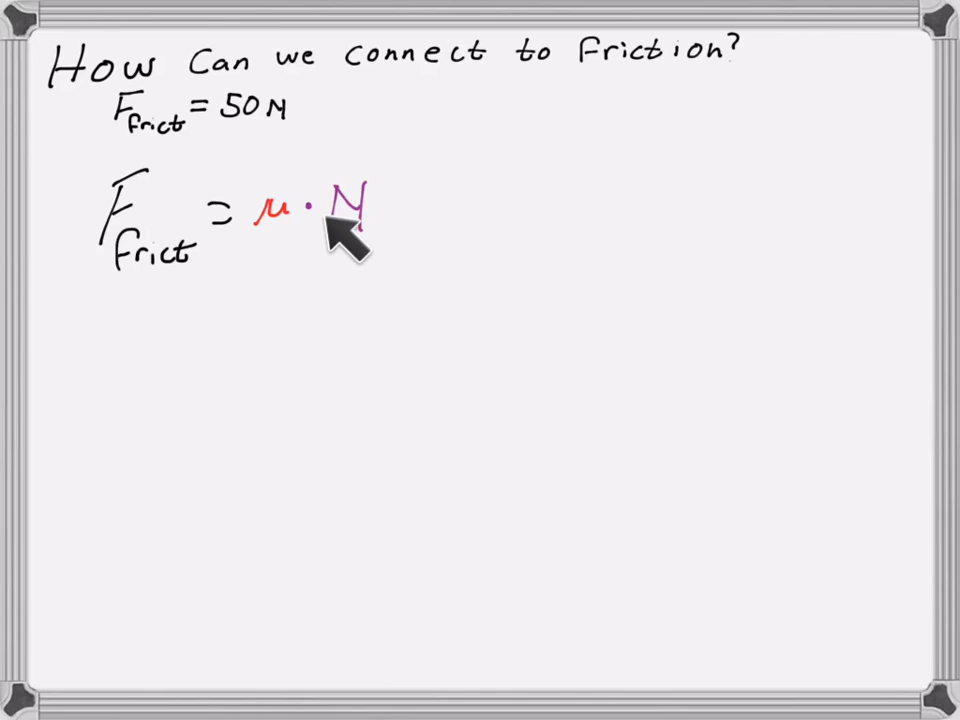 How Can we connect to friction?
Ffrict = 50 N
Ffrict = μ · N